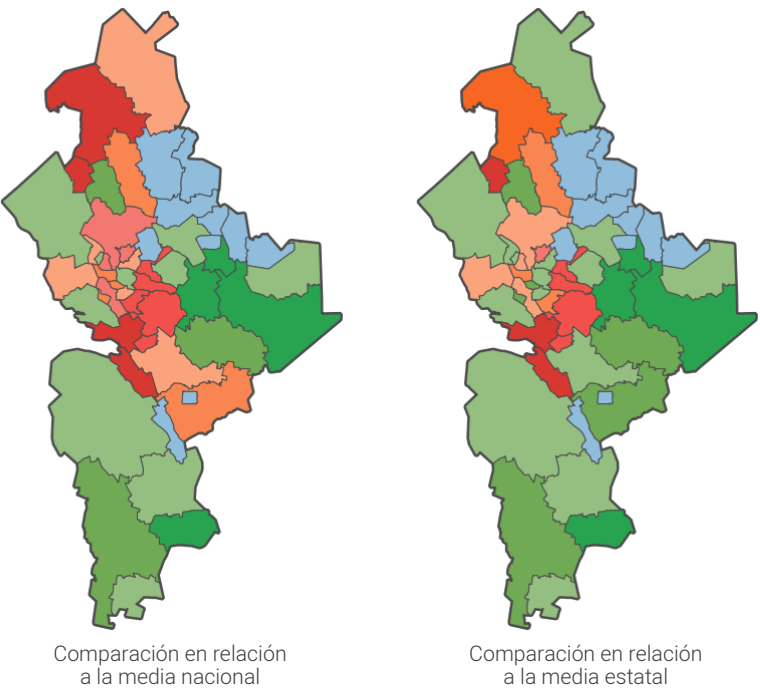 Comparación en relación
a la media nacional
Comparación en relación
a la media estatal